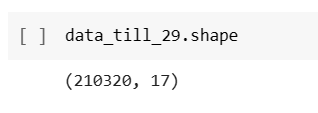 [ ] data_till_29.shape
(210320, 17)